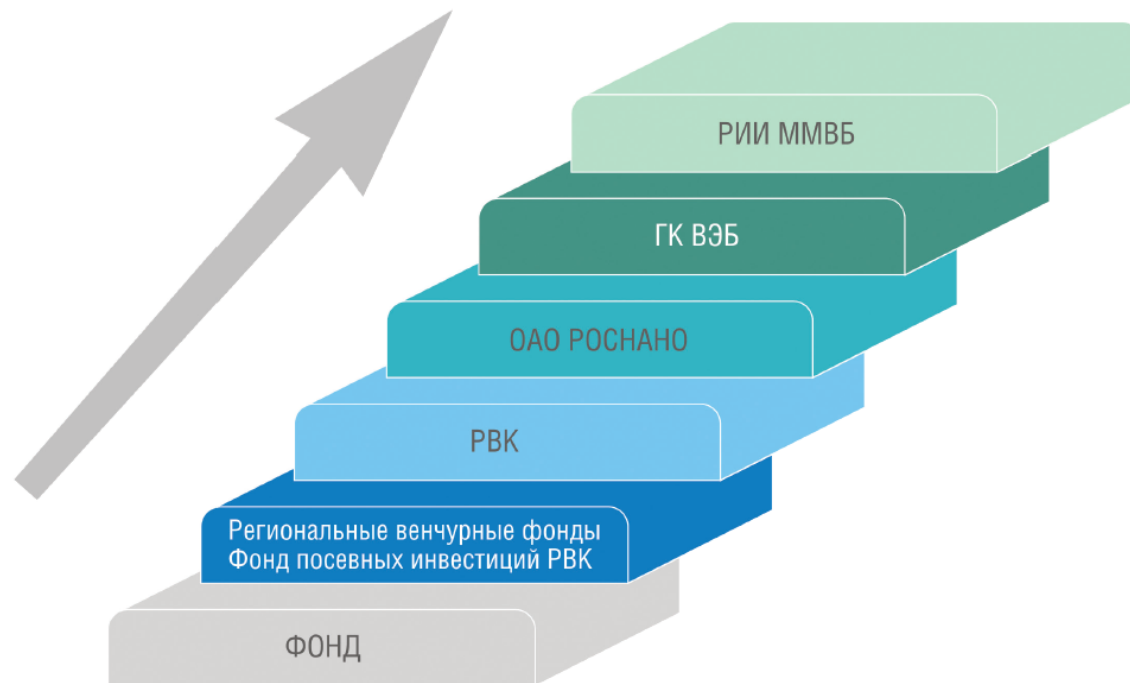 РИИ ММВБ
ГК ВЭБ
ОАО РОСНАНО
РВК
Региональные венчурные фонды
Фонд посевных инвестиций РВК
ФОНД